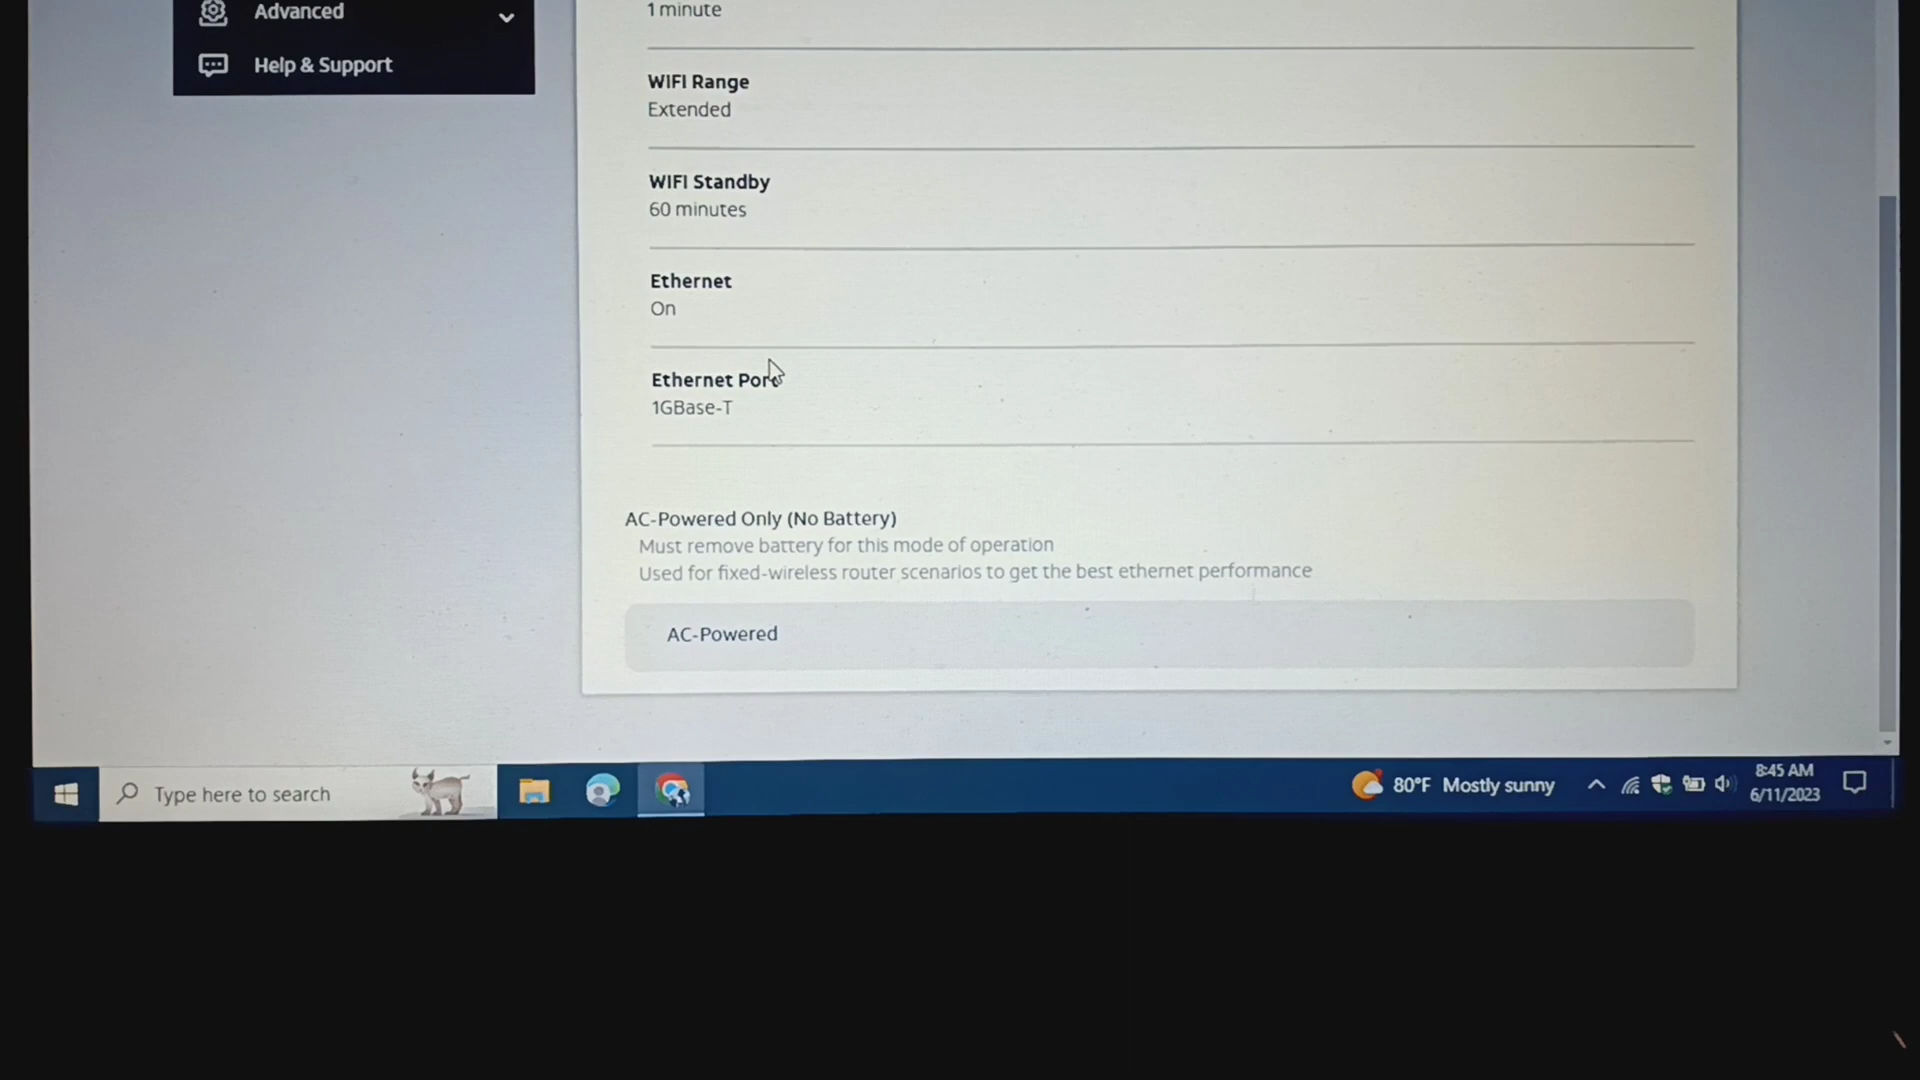 Advanced
Help & Support
1 minute
WIFI Range
Extended
WIFI Standby
60 minutes
Ethernet
On
Ethernet Port
1GBase-T
AC-Powered Only (No Battery)
Must remove battery for this mode of operation
Used for fixed-wireless router scenarios to get the best ethernet performance
AC-Powered
Type here to search
80°F Mostly sunny
8:45 AM
6/11/2023